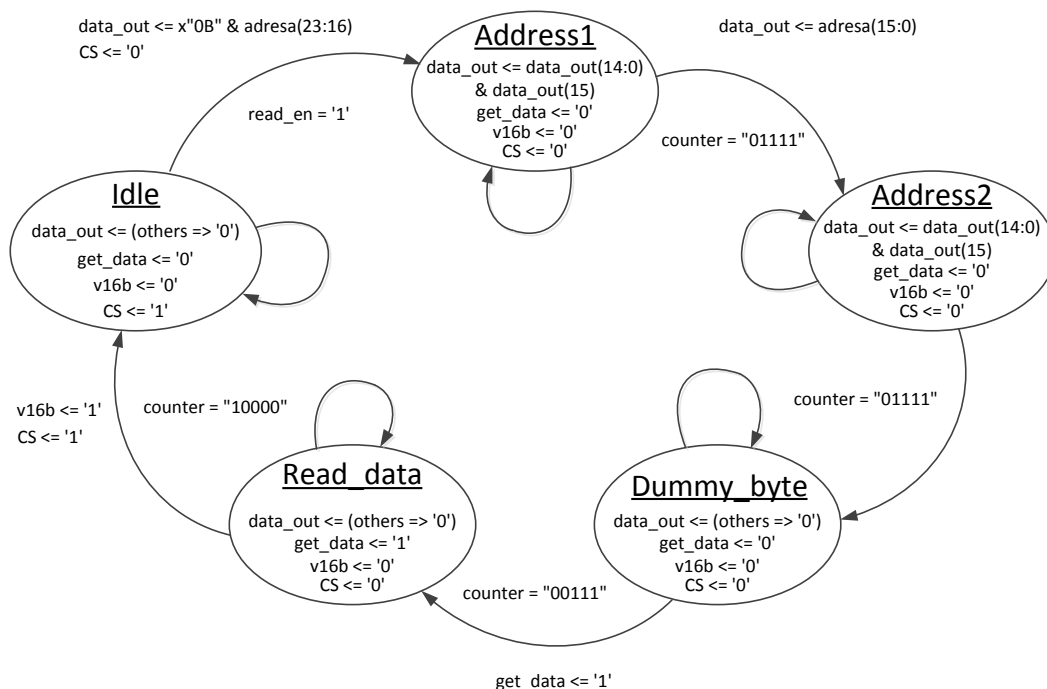 data_out <= x"0B" & adresa(23:16)
CS <= '0'
read_en = '1'
Address1
data_out <= data_out(14:0)
& data_out(15)
get_data <= '0'
v16b <= '0'
CS <= '0'
data_out <= adresa(15:0)
counter = "01111"
Address2
data_out <= data_out(14:0)
& data_out(15)
get_data <= '0'
v16b <= '0'
CS <= '0'
counter = "01111"
Dummy_byte
data_out <= (others => '0')
get_data <= '0'
v16b <= '0'
CS <= '0'
counter = "00111"
get_data <= '1'
Read_data
data_out <= (others => '0')
get_data <= '1'
v16b <= '0'
CS <= '0'
counter = "10000"
v16b <= '1'
CS <= '1'
Idle
data_out <= (others => '0')
get_data <= '0'
v16b <= '0'
CS <= '1'